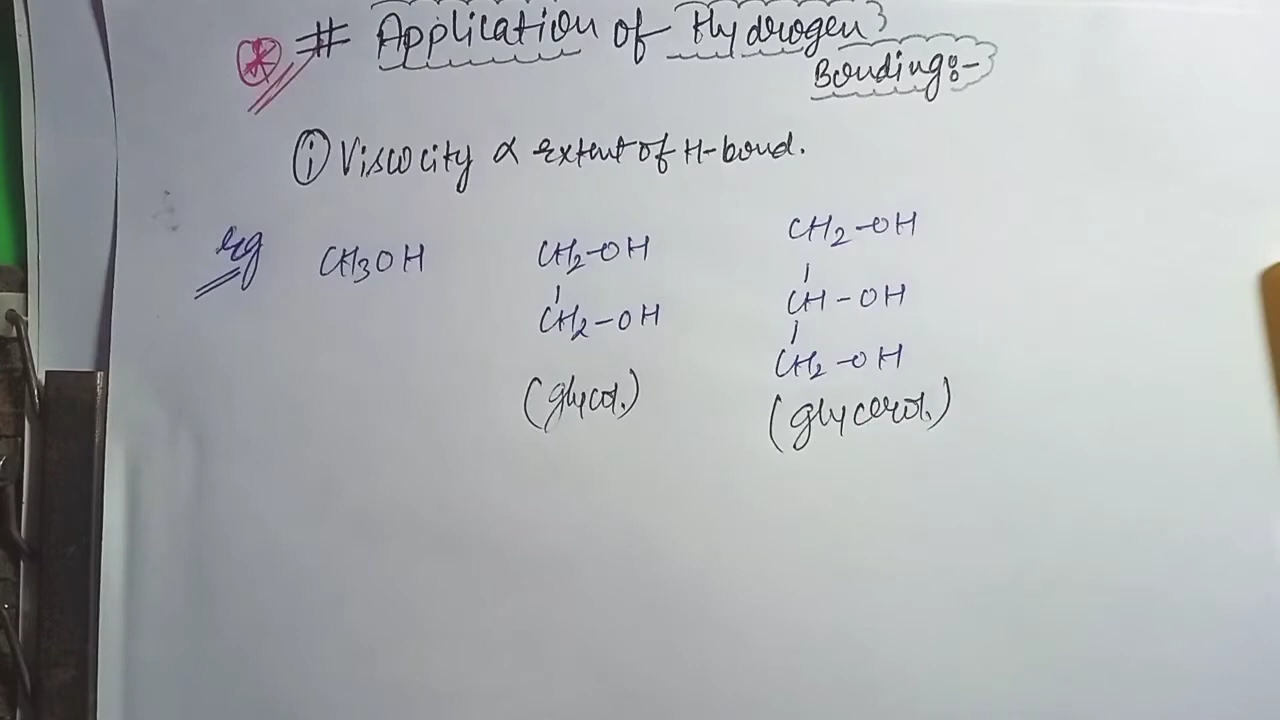 # Application of Hydrogen
Bonding:-
(i) Viscocity ∝ extent of H-bond.
eg CH3OH CH2-OH CH2-OH
CH2-OH CH-OH
CH2-OH
(glycol.) (glycerol.)